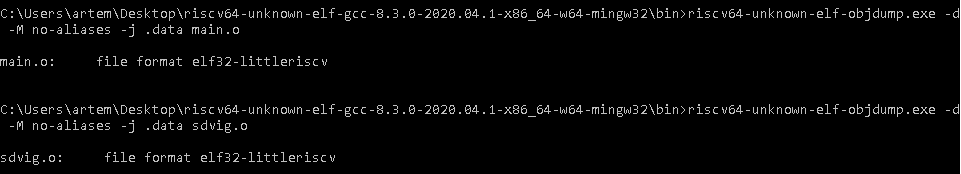 C:\Users\artem\Desktop\riscv64-unknown-elf-gcc-8.3.0-2020.04.1-x86_64-w64-mingw32\bin>riscv64-unknown-elf-objdump.exe -d
 -M no-aliases -j .data main.o
main.o:     file format elf32-littleriscv
C:\Users\artem\Desktop\riscv64-unknown-elf-gcc-8.3.0-2020.04.1-x86_64-w64-mingw32\bin>riscv64-unknown-elf-objdump.exe -d
 -M no-aliases -j .data sdvig.o
sdvig.o:     file format elf32-littleriscv